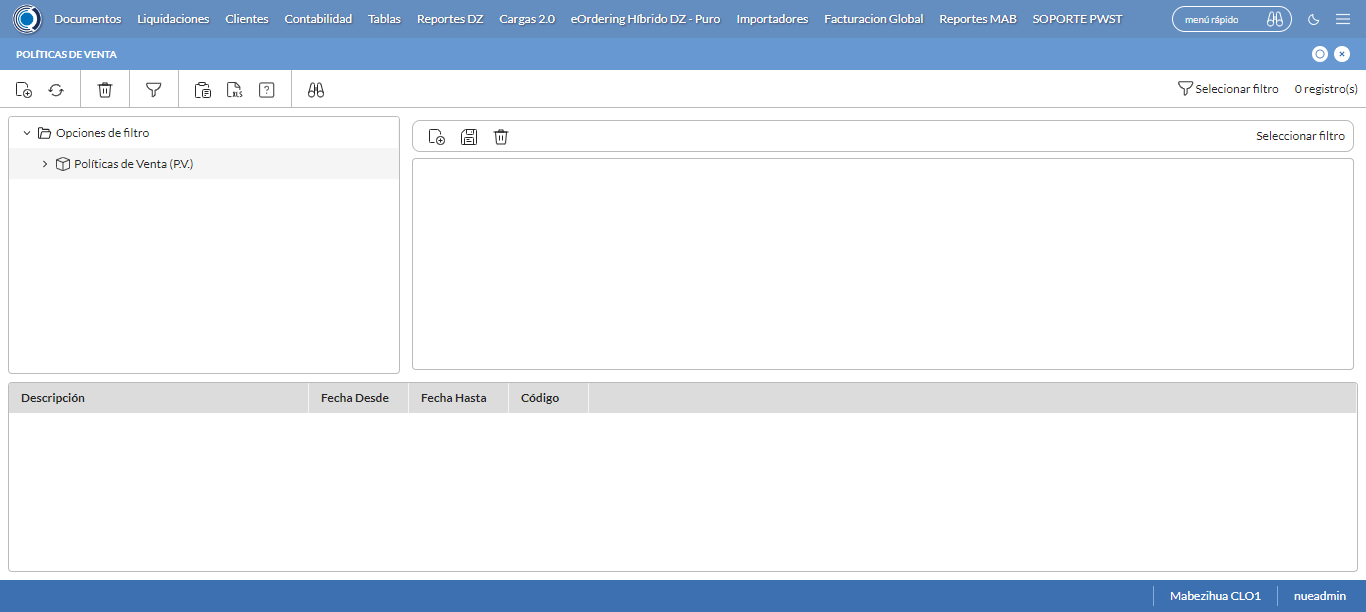 Documentos Liquidaciones Clientes Contabilidad Tablas Reportes DZ Cargas 2.0 eOrdering Híbrido DZ - Puro Importadores Facturacion Global Reportes MAB SOPORTE PWST menú rápido
POLÍTICAS DE VENTA
XLS ? Selecionar filtro 0 registro(s)
Opciones de filtro
Seleccionar filtro
Políticas de Venta (P.V.)
Descripción Fecha Desde Fecha Hasta Código
Mabezihua CLO1 nueadmin